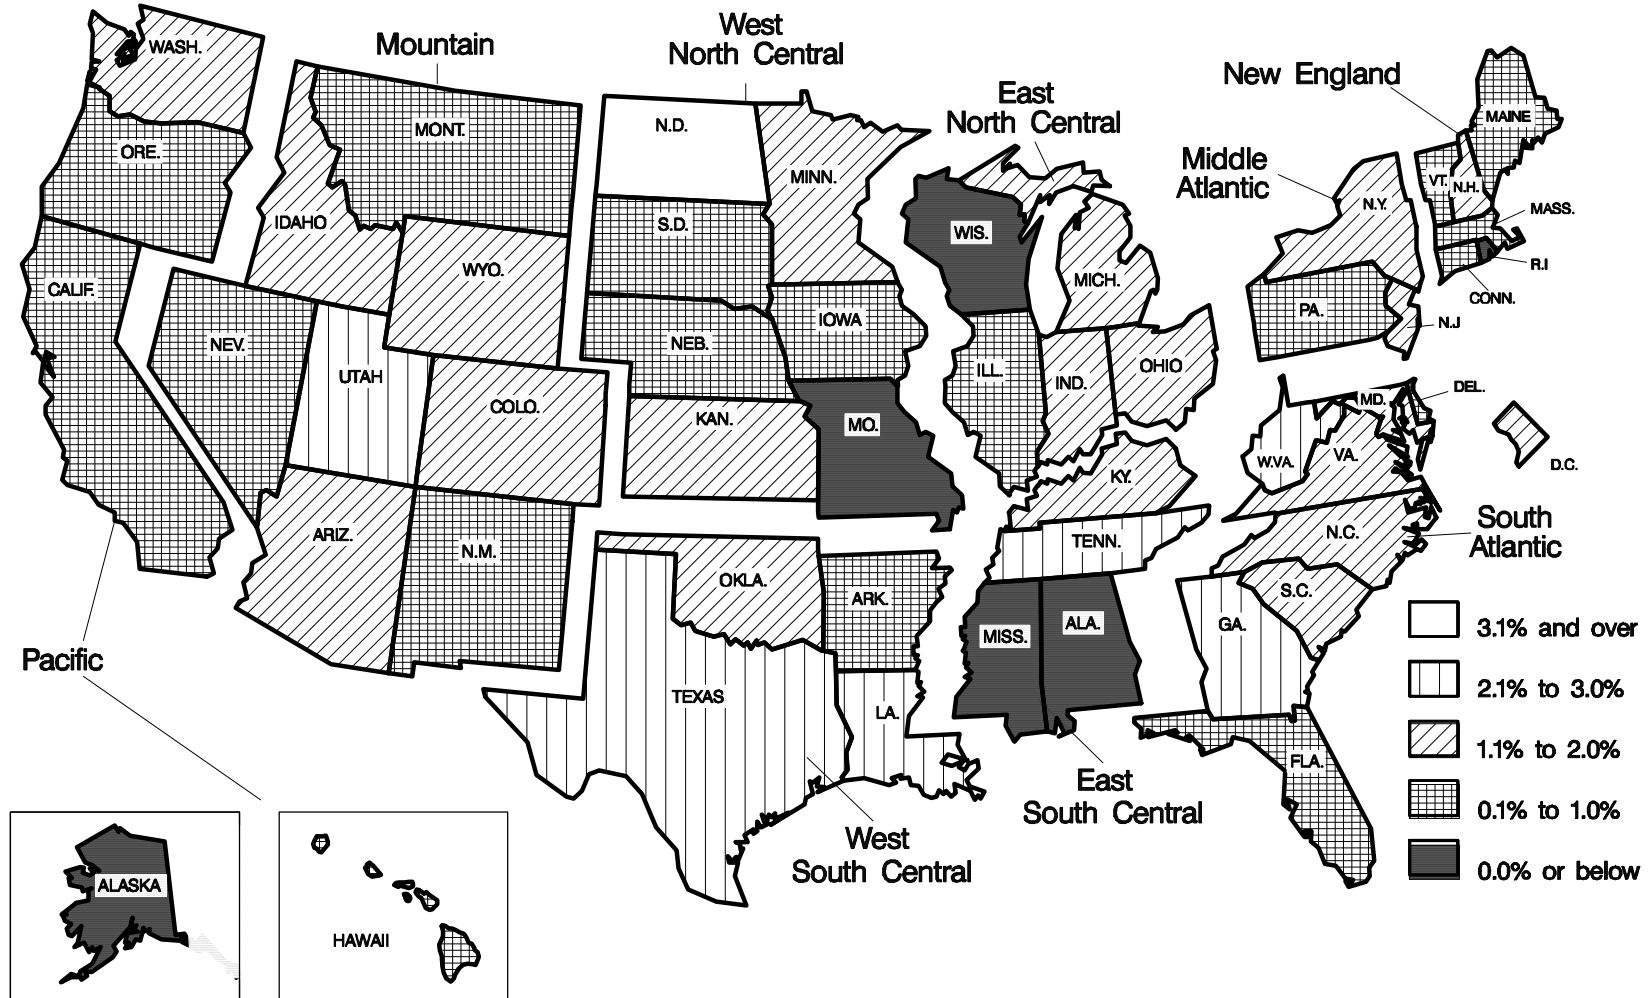 West
North Central
Mountain
WASH.
New England
East
North Central
MAINE
MONT.
N.D.
ORE.
Middle
Atlantic
MINN.
VT.
N.H.
N.Y.
MASS.
IDAHO
S.D.
WIS.
R.I
WYO.
MICH.
CALIF.
CONN.
PA.
IOWA
N.J
NEV.
NEB.
UTAH
ILL.
IND.
OHIO
DEL.
MD.
COLO.
KAN.
MO.
W.VA.
VA.
D.C.
KY.
South
Atlantic
ARIZ.
N.M.
TENN.
N.C.
OKLA.
ARK.
S.C.
MISS.
ALA.
GA.
3.1% and over
Pacific
2.1% to 3.0%
TEXAS
LA.
1.1% to 2.0%
FLA.
East
South Central
0.1% to 1.0%
West
South Central
0.0% or below
ALASKA
HAWAII